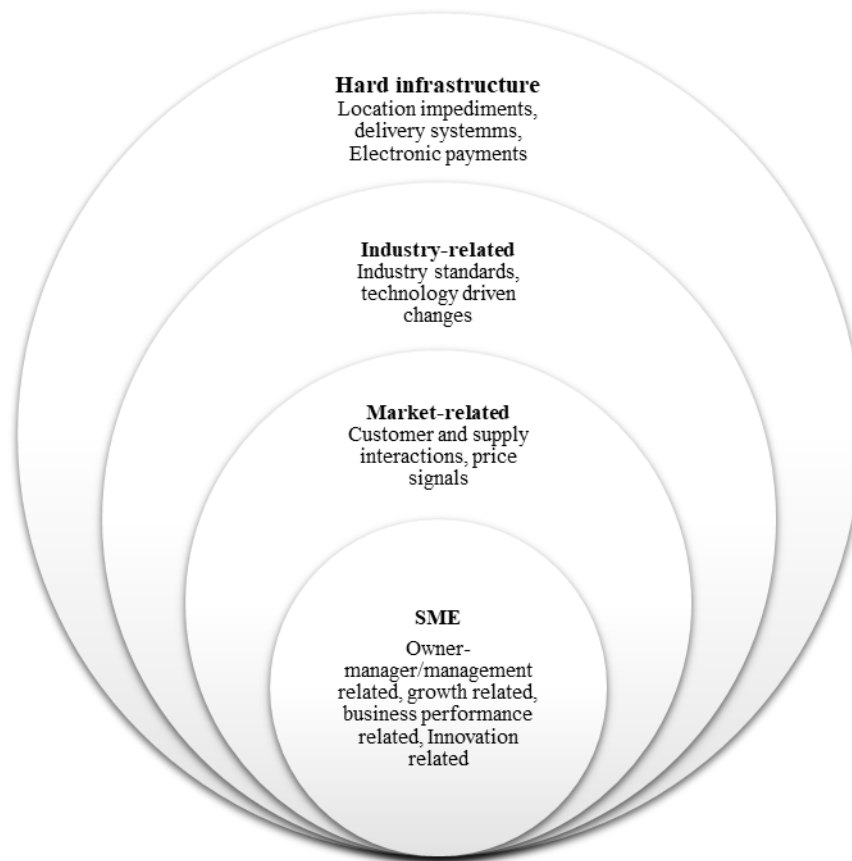 Hard infrastructure
Location impediments,
delivery systemms,
Electronic payments
Industry-related
Industry standards,
technology driven
changes
Market-related
Customer and supply
interactions, price
signals
SME
Owner-
manager/management
related, growth related,
business performance
related, Innovation
related